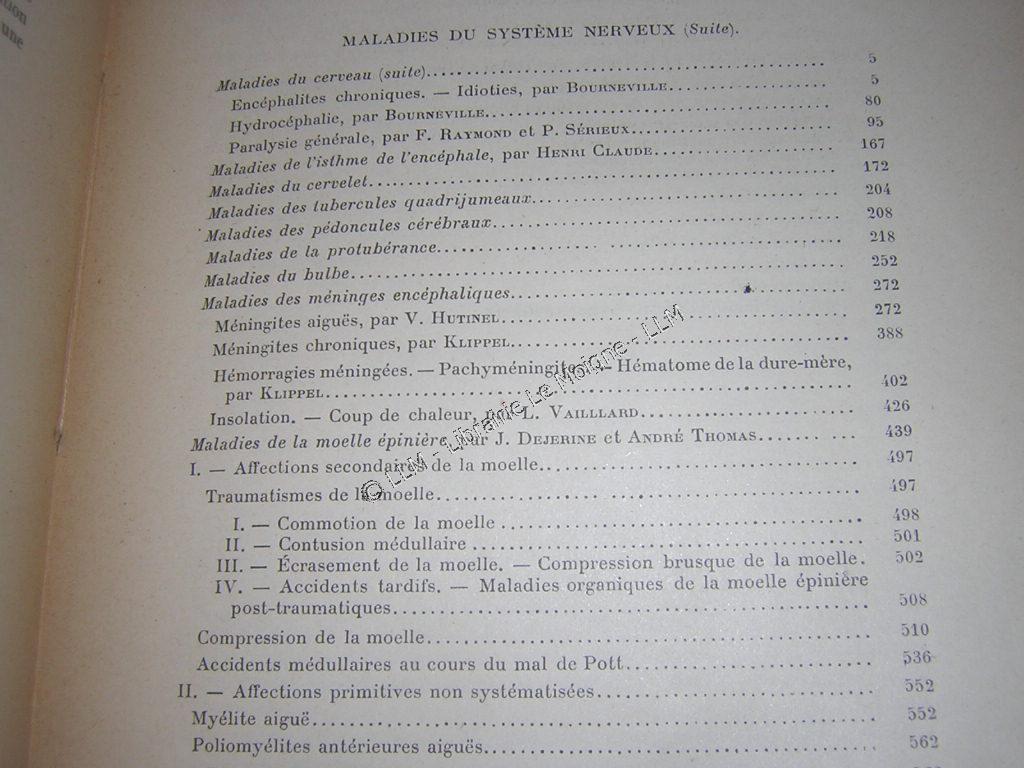 tion
une
MALADIES DU SYSTÈME NERVEUX (Suite).
Maladies du cerveau (suite)..... 5
Encéphalites chroniques. — Idioties, par BOURNEVILLE..... 5
Hydrocéphalie, par BOURNEVILLE..... 80
Paralysie générale, par F. RAYMOND et P. SÉRIEUX..... 95
Maladies de l'isthme de l'encéphale, par HENRI CLAUDE..... 167
Maladies du cervelet..... 172
Maladies des tubercules quadrijumeaux..... 204
Maladies des pédoncules cérébraux..... 208
Maladies de la protubérance..... 218
Maladies du bulbe..... 252
Maladies des méninges encéphaliques..... 272
Méningites aiguës, par V. HUTINEL..... 272
Méningites chroniques, par KLIPPEL..... 388
Hémorragies méningées. — Pachyméningites. — Hématome de la dure-mère,
par KLIPPEL..... 402
Insolation. — Coup de chaleur, par L. VAILLLARD..... 426
Maladies de la moelle épinière, par J. DEJERINE et ANDRÉ THOMAS..... 439
I. — Affections secondaires de la moelle..... 497
Traumatismes de la moelle..... 497
I. — Commotion de la moelle..... 498
II. — Contusion médullaire..... 501
III. — Écrasement de la moelle. — Compression brusque de la moelle. 502
IV. — Accidents tardifs. — Maladies organiques de la moelle épinière
post-traumatiques..... 508
Compression de la moelle..... 510
Accidents médullaires au cours du mal de Pott..... 536
II. — Affections primitives non systématisées..... 552
Myélite aiguë..... 552
Poliomyélites antérieures aiguës..... 562
© LLM - Librairie Le Moigne - LLM